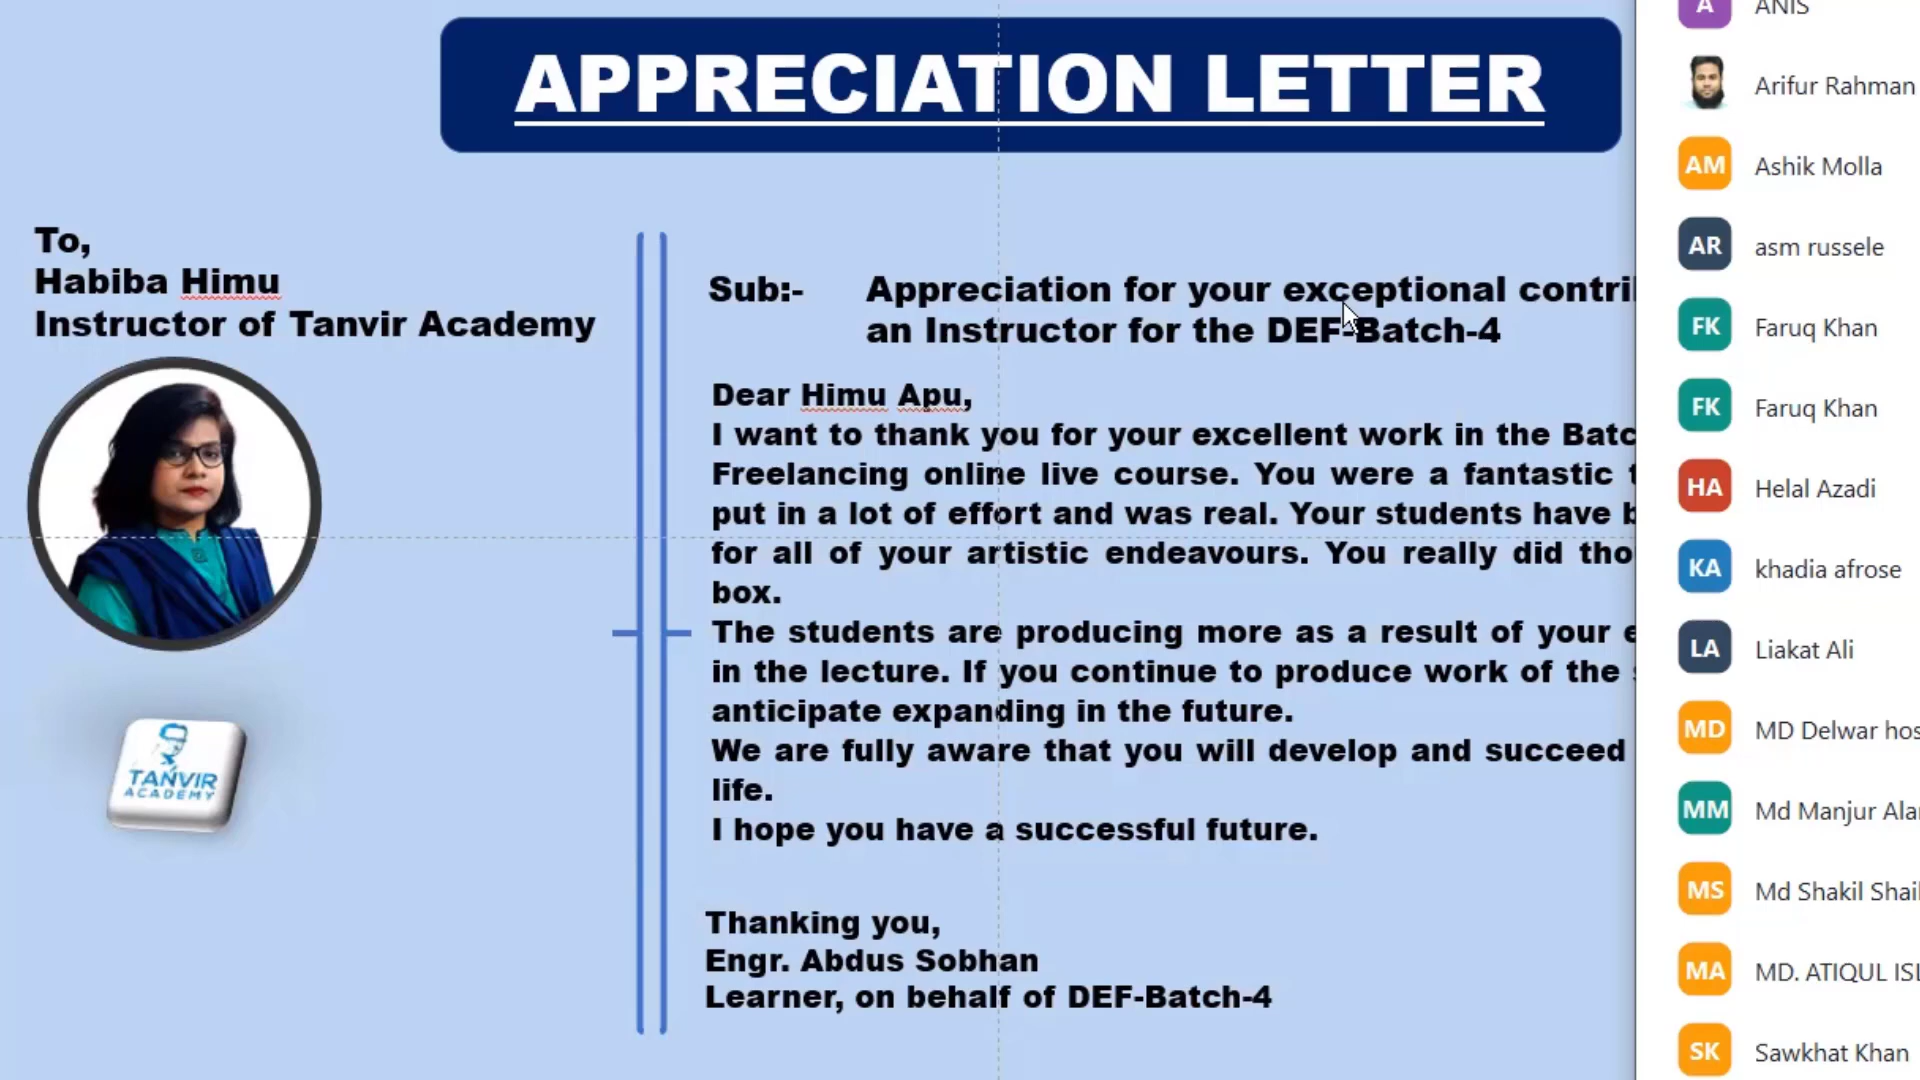 APPRECIATION LETTER
To,
Habiba Himu
Instructor of Tanvir Academy
TANVIR
ACADEMY
Sub:- Appreciation for your exceptional
an Instructor for the DEF-Batch-4
Dear Himu Apu,
I want to thank you for your excellent work in the
Freelancing online live course. You were a fantastic
put in a lot of effort and was real. Your students have
for all of your artistic endeavours. You really did
box.
The students are producing more as a result of your
in the lecture. If you continue to produce work of the
anticipate expanding in the future.
We are fully aware that you will develop and succeed
life.
I hope you have a successful future.
Thanking you,
Engr. Abdus Sobhan
Learner, on behalf of DEF-Batch-4
A ANIS
Arifur Rahman
AM Ashik Molla
AR asm russele
FK Faruq Khan
FK Faruq Khan
HA Helal Azadi
KA khadia afrose
LA Liakat Ali
MD MD Delwar
MM Md Manjur
MS Md Shakil
MA MD. ATIQUL
SK Sawkhat Khan